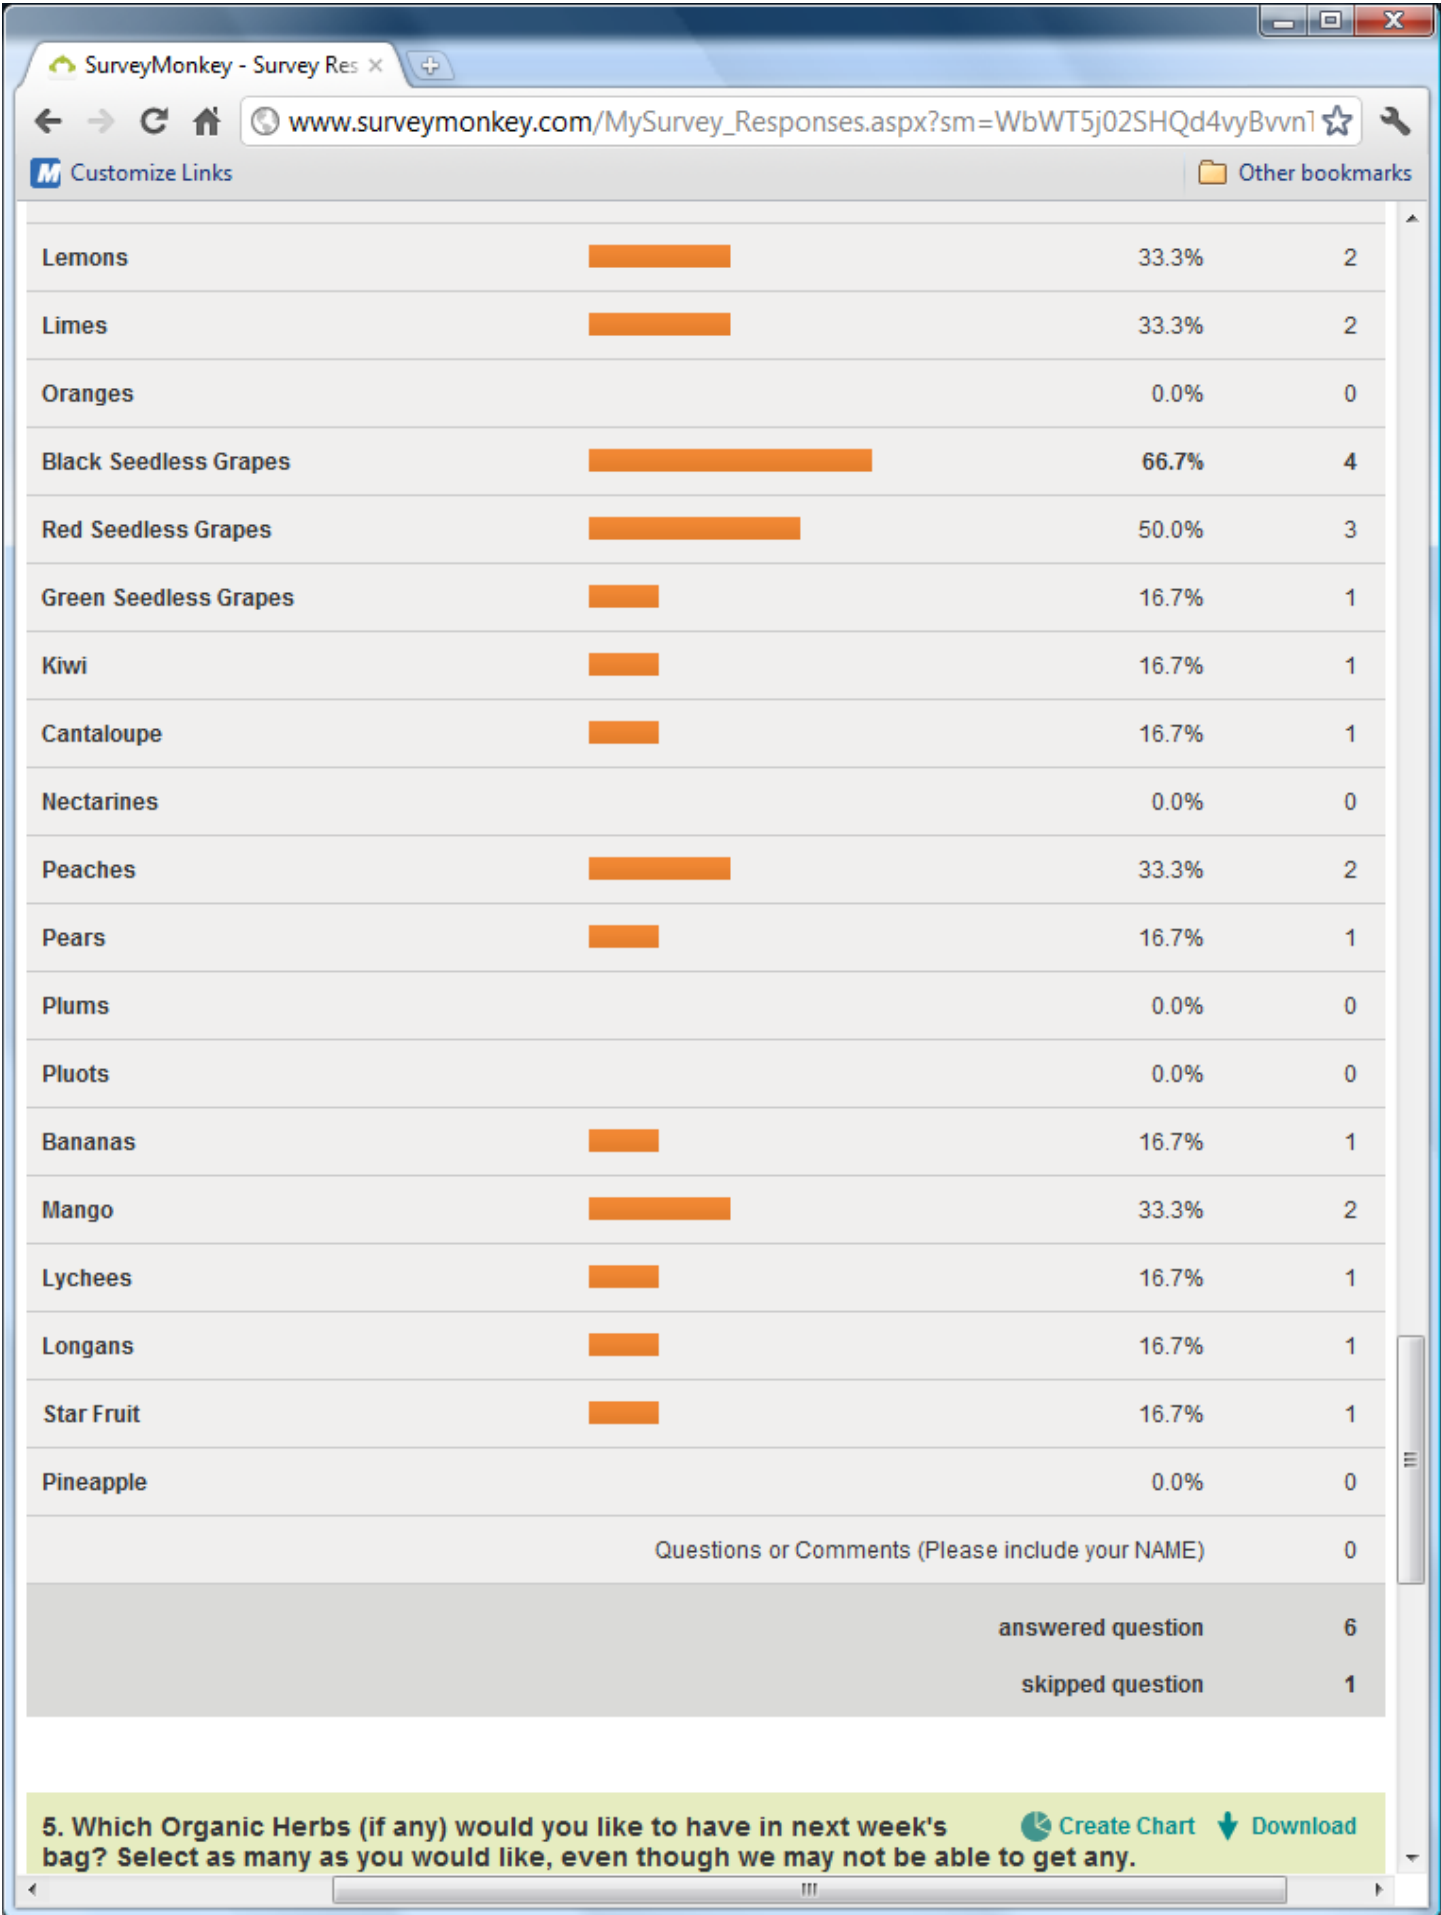 SurveyMonkey - Survey Res
www.surveymonkey.com/MySurvey_Responses.aspx?sm=WbWT5j02SHQd4vyBvvnT
Customize Links Other bookmarks
Lemons 33.3% 2
Limes 33.3% 2
Oranges 0.0% 0
Black Seedless Grapes 66.7% 4
Red Seedless Grapes 50.0% 3
Green Seedless Grapes 16.7% 1
Kiwi 16.7% 1
Cantaloupe 16.7% 1
Nectarines 0.0% 0
Peaches 33.3% 2
Pears 16.7% 1
Plums 0.0% 0
Pluots 0.0% 0
Bananas 16.7% 1
Mango 33.3% 2
Lychees 16.7% 1
Longans 16.7% 1
Star Fruit 16.7% 1
Pineapple 0.0% 0
Questions or Comments (Please include your NAME) 0
answered question 6
skipped question 1
5. Which Organic Herbs (if any) would you like to have in next week's Create Chart Download
bag? Select as many as you would like, even though we may not be able to get any.